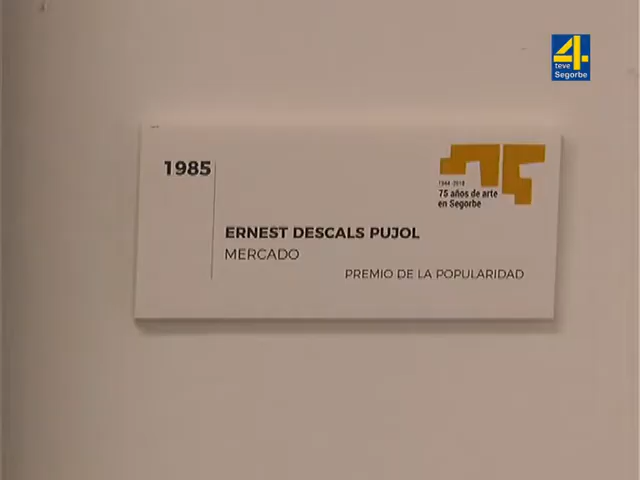 4
teve
Segorbe
1985
1944 - 2018
75 años de arte
en Segorbe
ERNEST DESCALS PUJOL
MERCADO
PREMIO DE LA POPULARIDAD